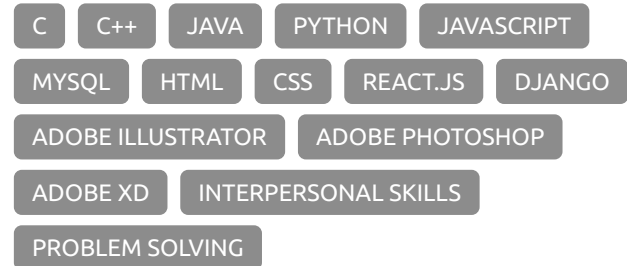 C C++ JAVA PYTHON JAVASCRIPT
MYSQL HTML CSS REACT.JS DJANGO
ADOBE ILLUSTRATOR ADOBE PHOTOSHOP
ADOBE XD INTERPERSONAL SKILLS
PROBLEM SOLVING